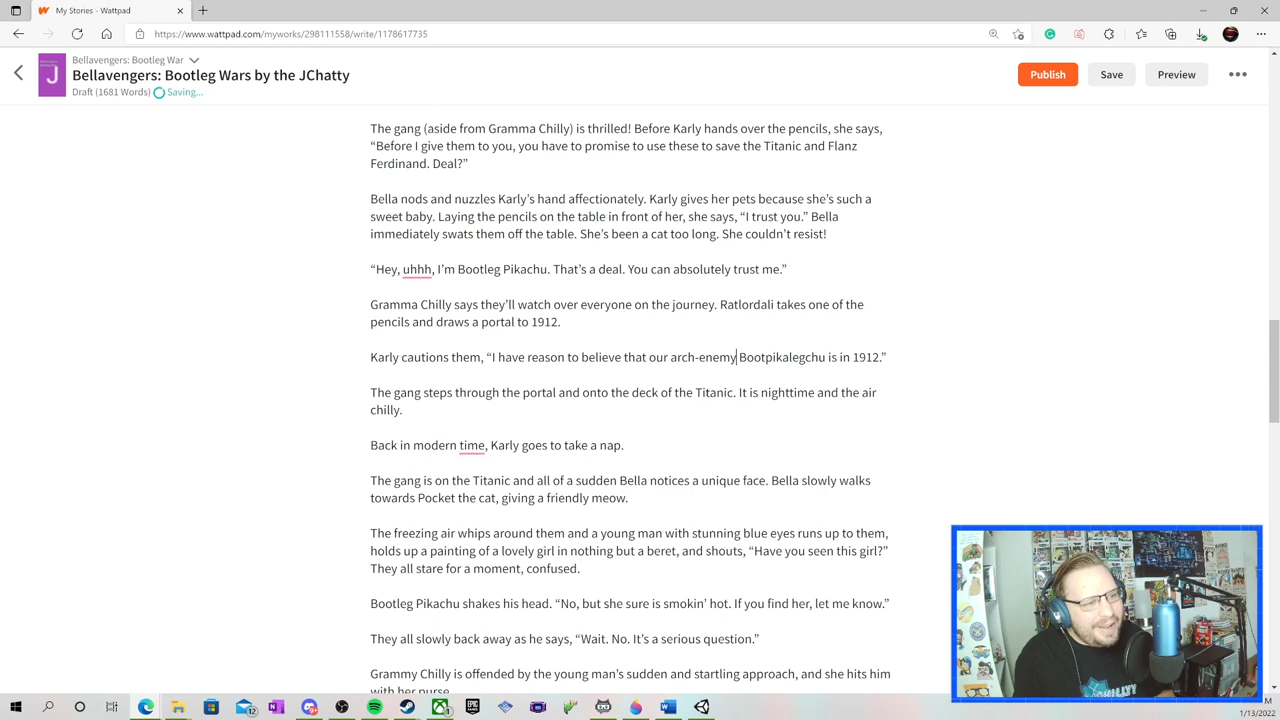 My Stories - Wattpad
https://www.wattpad.com/myworks/298111558/write/1178617735
Bellavengers: Bootleg War
Bellavengers: Bootleg Wars by the JChatty
Draft (1681 Words) Saving...
Publish
Save
Preview
J
The gang (aside from Gramma Chilly) is thrilled! Before Karly hands over the pencils, she says,
“Before I give them to you, you have to promise to use these to save the Titanic and Flanz
Ferdinand. Deal?”
Bella nods and nuzzles Karly’s hand affectionately. Karly gives her pets because she’s such a
sweet baby. Laying the pencils on the table in front of her, she says, “I trust you.” Bella
immediately swats them off the table. She’s been a cat too long. She couldn’t resist!
“Hey, uhhh, I’m Bootleg Pikachu. That’s a deal. You can absolutely trust me.”
Gramma Chilly says they’ll watch over everyone on the journey. Ratlordali takes one of the
pencils and draws a portal to 1912.
Karly cautions them, “I have reason to believe that our arch-enemy Bootpikalegchu is in 1912.”
The gang steps through the portal and onto the deck of the Titanic. It is nighttime and the air
chilly.
Back in modern time, Karly goes to take a nap.
The gang is on the Titanic and all of a sudden Bella notices a unique face. Bella slowly walks
towards Pocket the cat, giving a friendly meow.
The freezing air whips around them and a young man with stunning blue eyes runs up to them,
holds up a painting of a lovely girl in nothing but a beret, and shouts, “Have you seen this girl?”
They all stare for a moment, confused.
Bootleg Pikachu shakes his head. “No, but she sure is smokin’ hot. If you find her, let me know.”
They all slowly back away as he says, “Wait. No. It’s a serious question.”
Grammy Chilly is offended by the young man’s sudden and startling approach, and she hits him
with her purse
12
EPIC
M
1/13/2022